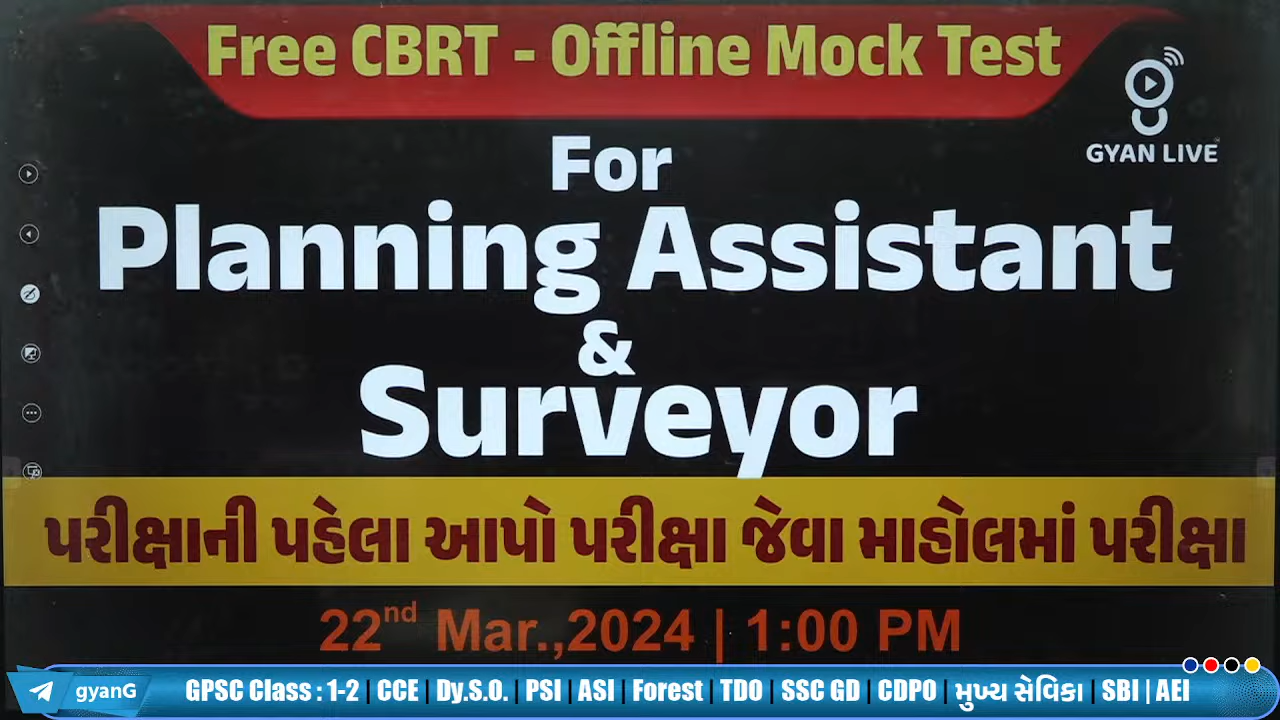 Free CBRT - Offline Mock Test
GYAN LIVE
For
Planning Assistant
&
Surveyor
પરીક્ષાની પહેલા આપો પરીક્ષા જેવા માહોલમાં પરીક્ષા
22nd Mar.,2024 | 1:00 PM
gyanG
GPSC Class : 1-2 | CCE | Dy.S.O. | PSI | ASI | Forest | TDO | SSC GD | CDPO | મુખ્ય સેવિકા | SBI | AEI